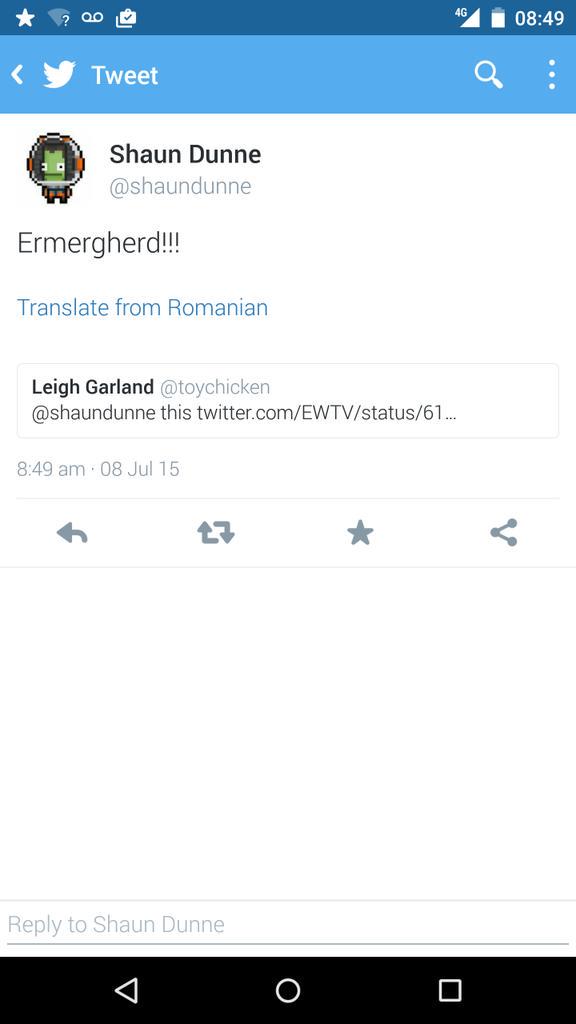 4G 08:49
Tweet
Shaun Dunne
@shaundunne
Ermergherd!!!
Translate from Romanian
Leigh Garland @toychicken
@shaundunne this twitter.com/EWTV/status/61…
8:49 am · 08 Jul 15
Reply to Shaun Dunne